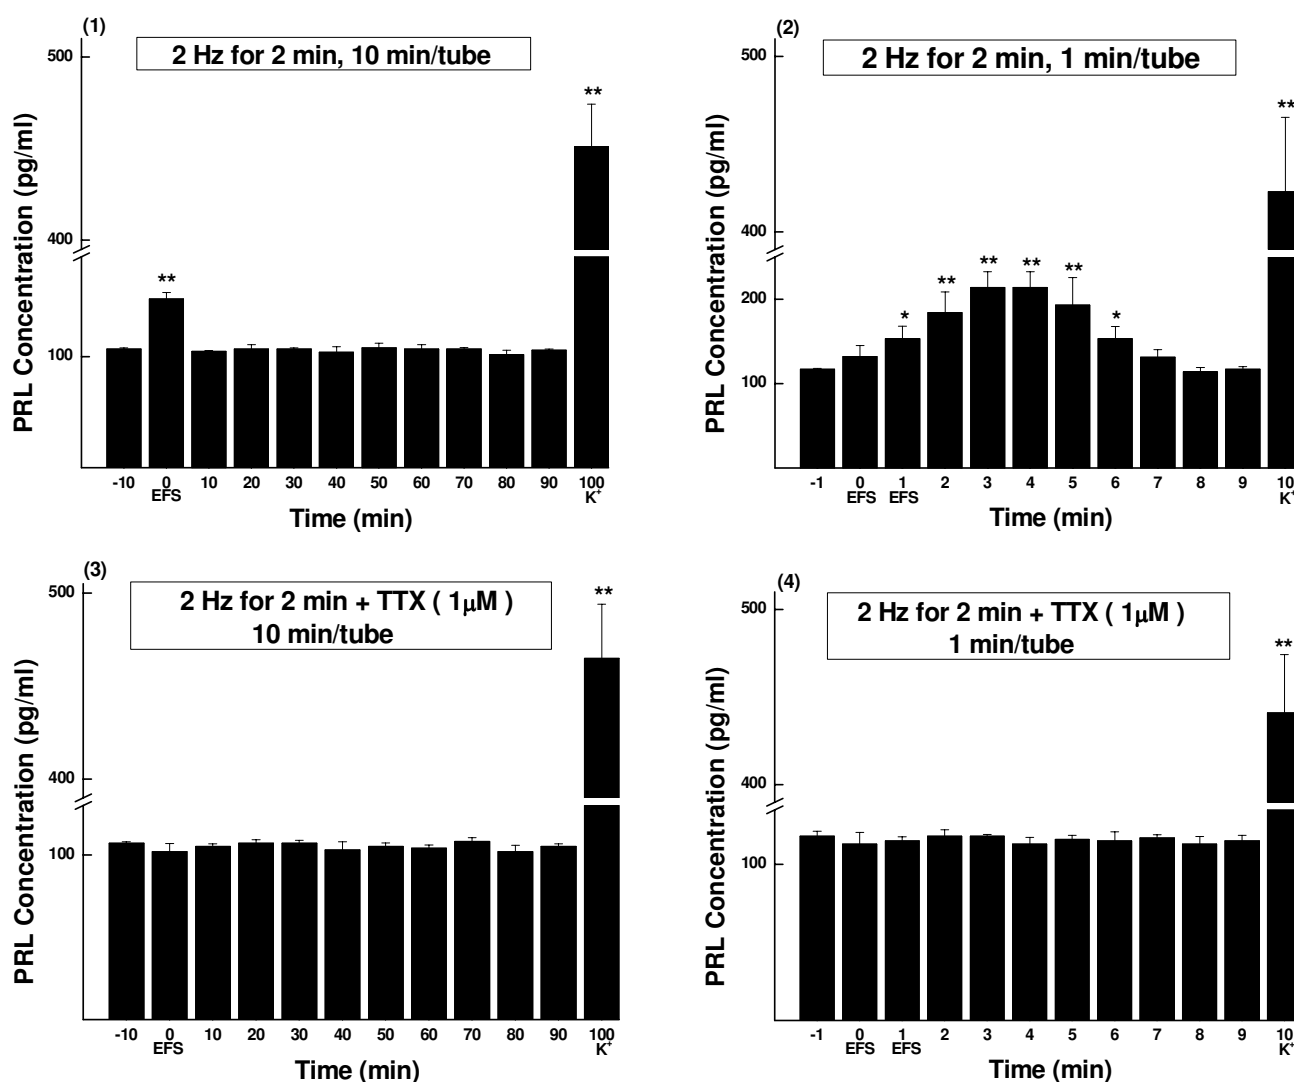 (1)
2 Hz for 2 min, 10 min/tube
500
400
100
PRL Concentration (pg/ml)
**
**
-10 0 10 20 30 40 50 60 70 80 90 100
EFS K⁺
Time (min)
(2)
2 Hz for 2 min, 1 min/tube
500
400
200
100
PRL Concentration (pg/ml)
*
**
**
**
**
*
**
-1 0 1 2 3 4 5 6 7 8 9 10
EFS EFS K⁺
Time (min)
(3)
2 Hz for 2 min + TTX ( 1μM )
10 min/tube
500
400
100
PRL Concentration (pg/ml)
**
-10 0 10 20 30 40 50 60 70 80 90 100
EFS K⁺
Time (min)
(4)
2 Hz for 2 min + TTX ( 1μM )
1 min/tube
500
400
100
PRL Concentration (pg/ml)
**
-1 0 1 2 3 4 5 6 7 8 9 10
EFS EFS K⁺
Time (min)